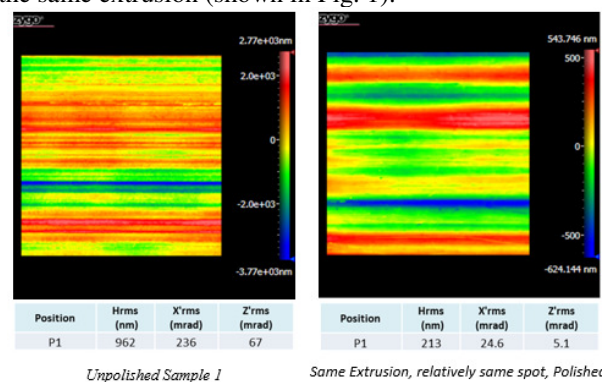 the same extrusion (shown in Fig. 1).
zygo
2.77e+03nm
2.0e+03-
0-
-2.0e+03-
-3.77e+03nm
Position Hrms (nm) X'rms (mrad) Z'rms (mrad)
P1 962 236 67
Unpolished Sample 1
zygo
543.746 nm
500-
0-
-500-
-624.144 nm
Position Hrms (nm) X'rms (mrad) Z'rms (mrad)
P1 213 24.6 5.1
Same Extrusion, relatively same spot, Polished